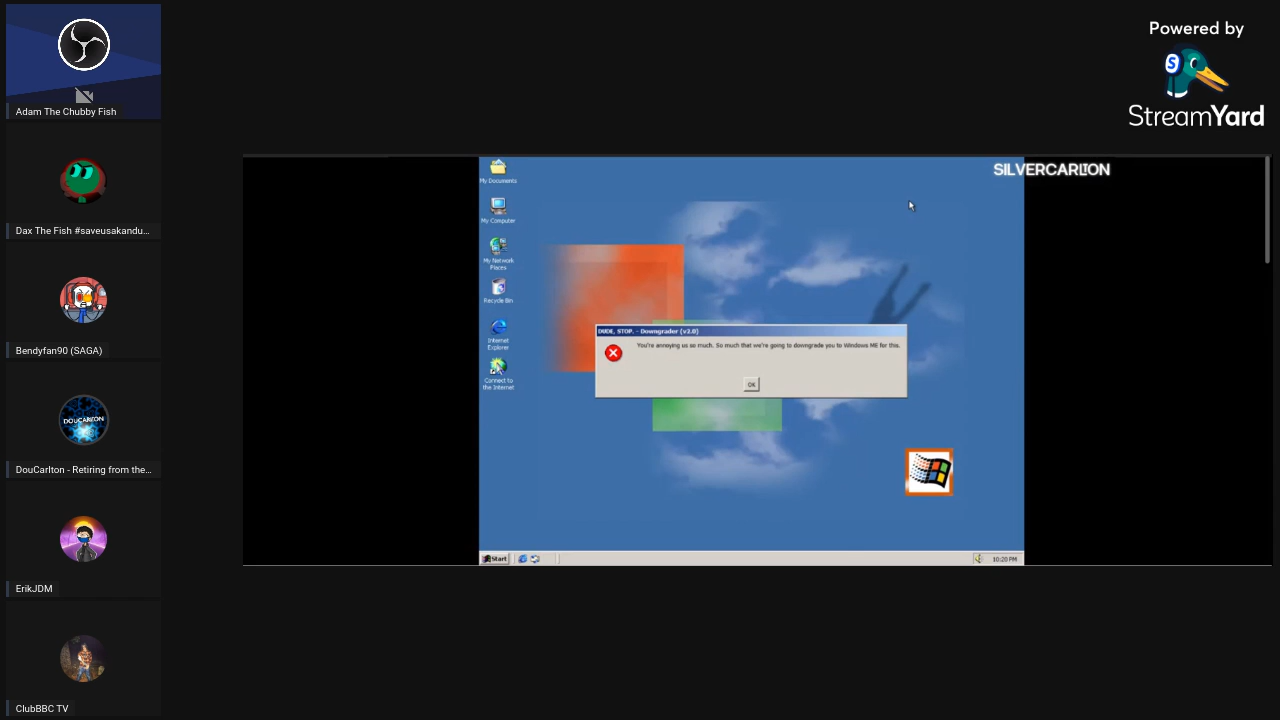 Adam The Chubby Fish
Dax The Fish #saveusakandu...
Bendyfan90 (SAGA)
DOUCARLTON
DouCarlton - Retiring from the...
ErikJDM
ClubBBC TV
Powered by
S
StreamYard
SILVERCARLTON
My Documents
My Computer
My Network
Places
Recycle Bin
Internet
Explorer
Connect to
the Internet
DUDE, STOP. - Downgrader (v2.0)
You're annoying us so much. So much that we're going to downgrade you to Windows ME for this.
OK
Start
10:20 PM